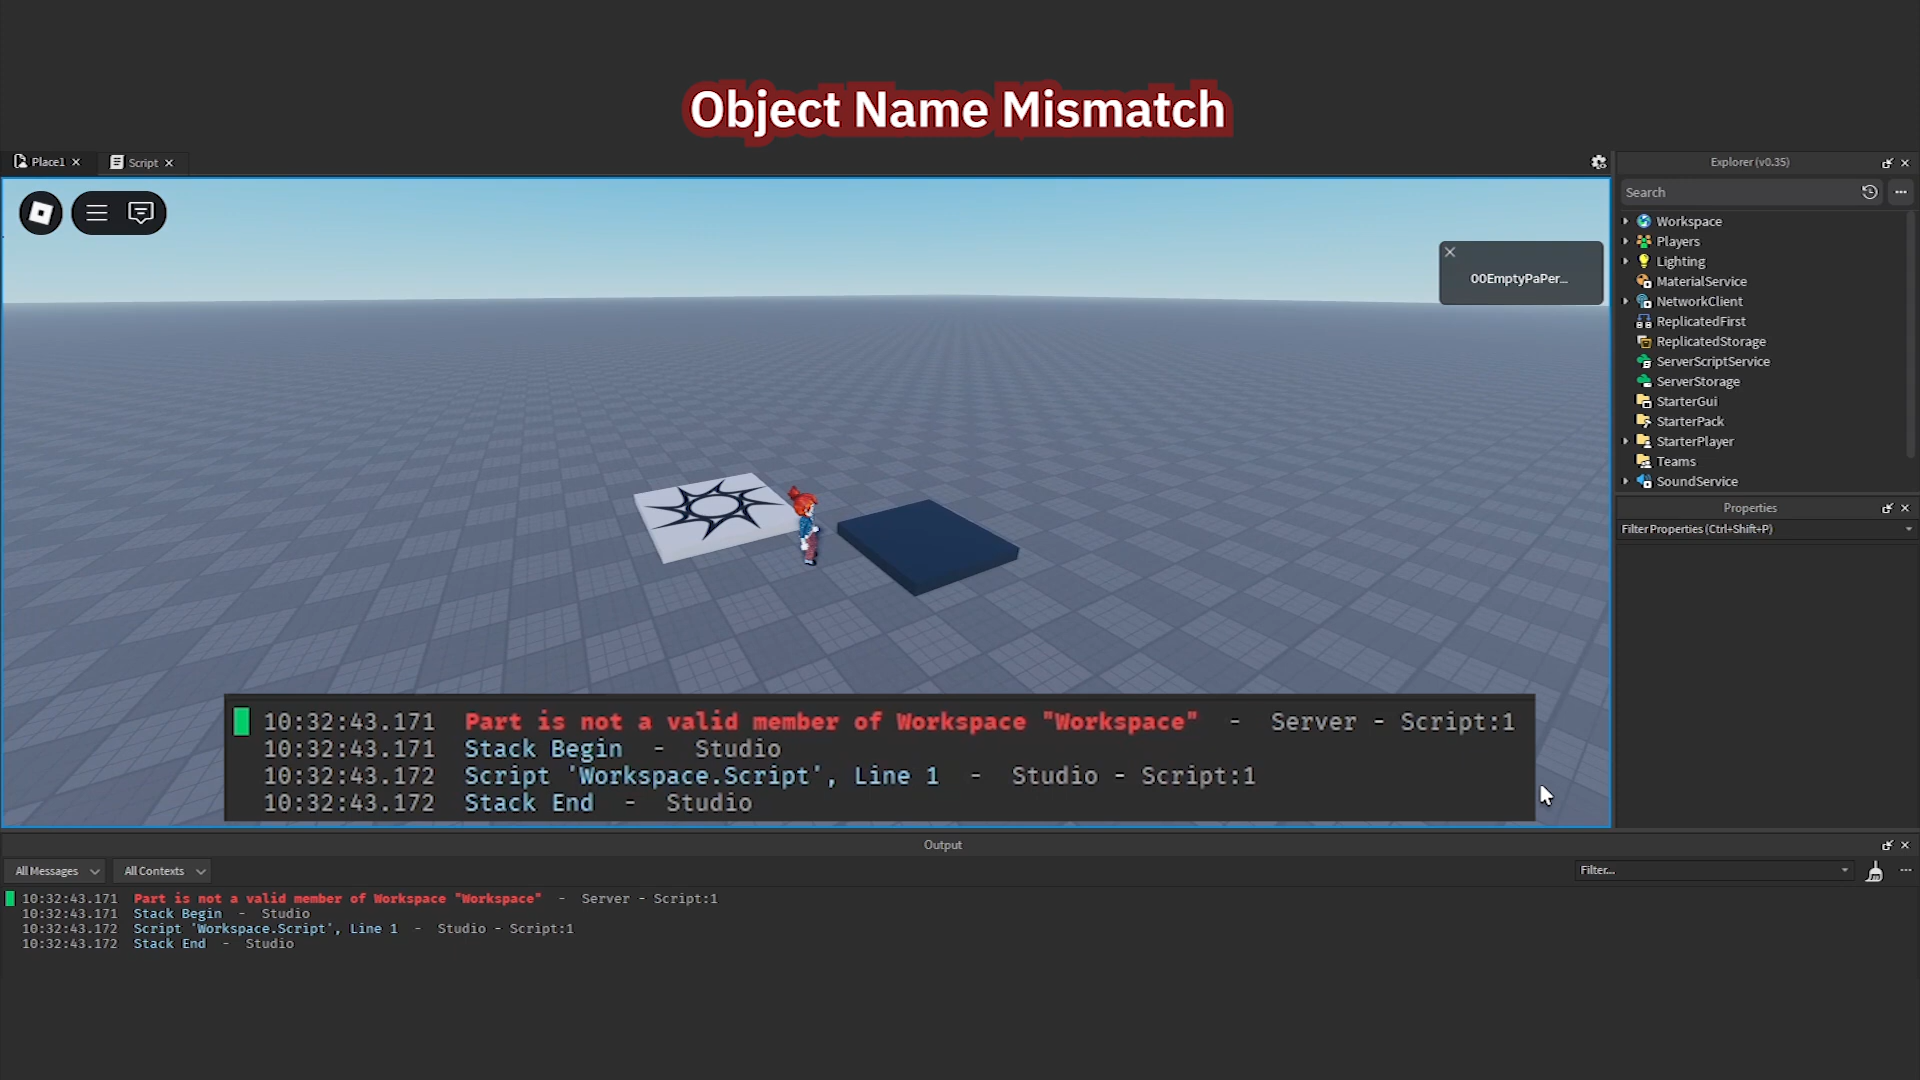 Object Name Mismatch
Place1
Script
Explorer (v0.35)
Search
Workspace
Players
Lighting
MaterialService
NetworkClient
ReplicatedFirst
ReplicatedStorage
ServerScriptService
ServerStorage
StarterGui
StarterPack
StarterPlayer
Teams
SoundService
00EmptyPaPer...
Properties
Filter Properties (Ctrl+Shift+P)
10:32:43.171 Part is not a valid member of Workspace "Workspace" - Server - Script:1
10:32:43.171 Stack Begin - Studio
10:32:43.172 Script 'Workspace.Script', Line 1 - Studio - Script:1
10:32:43.172 Stack End - Studio
Output
All Messages
All Contexts
Filter...
10:32:43.171 Part is not a valid member of Workspace "Workspace" - Server - Script:1
10:32:43.171 Stack Begin - Studio
10:32:43.172 Script 'Workspace.Script', Line 1 - Studio - Script:1
10:32:43.172 Stack End - Studio